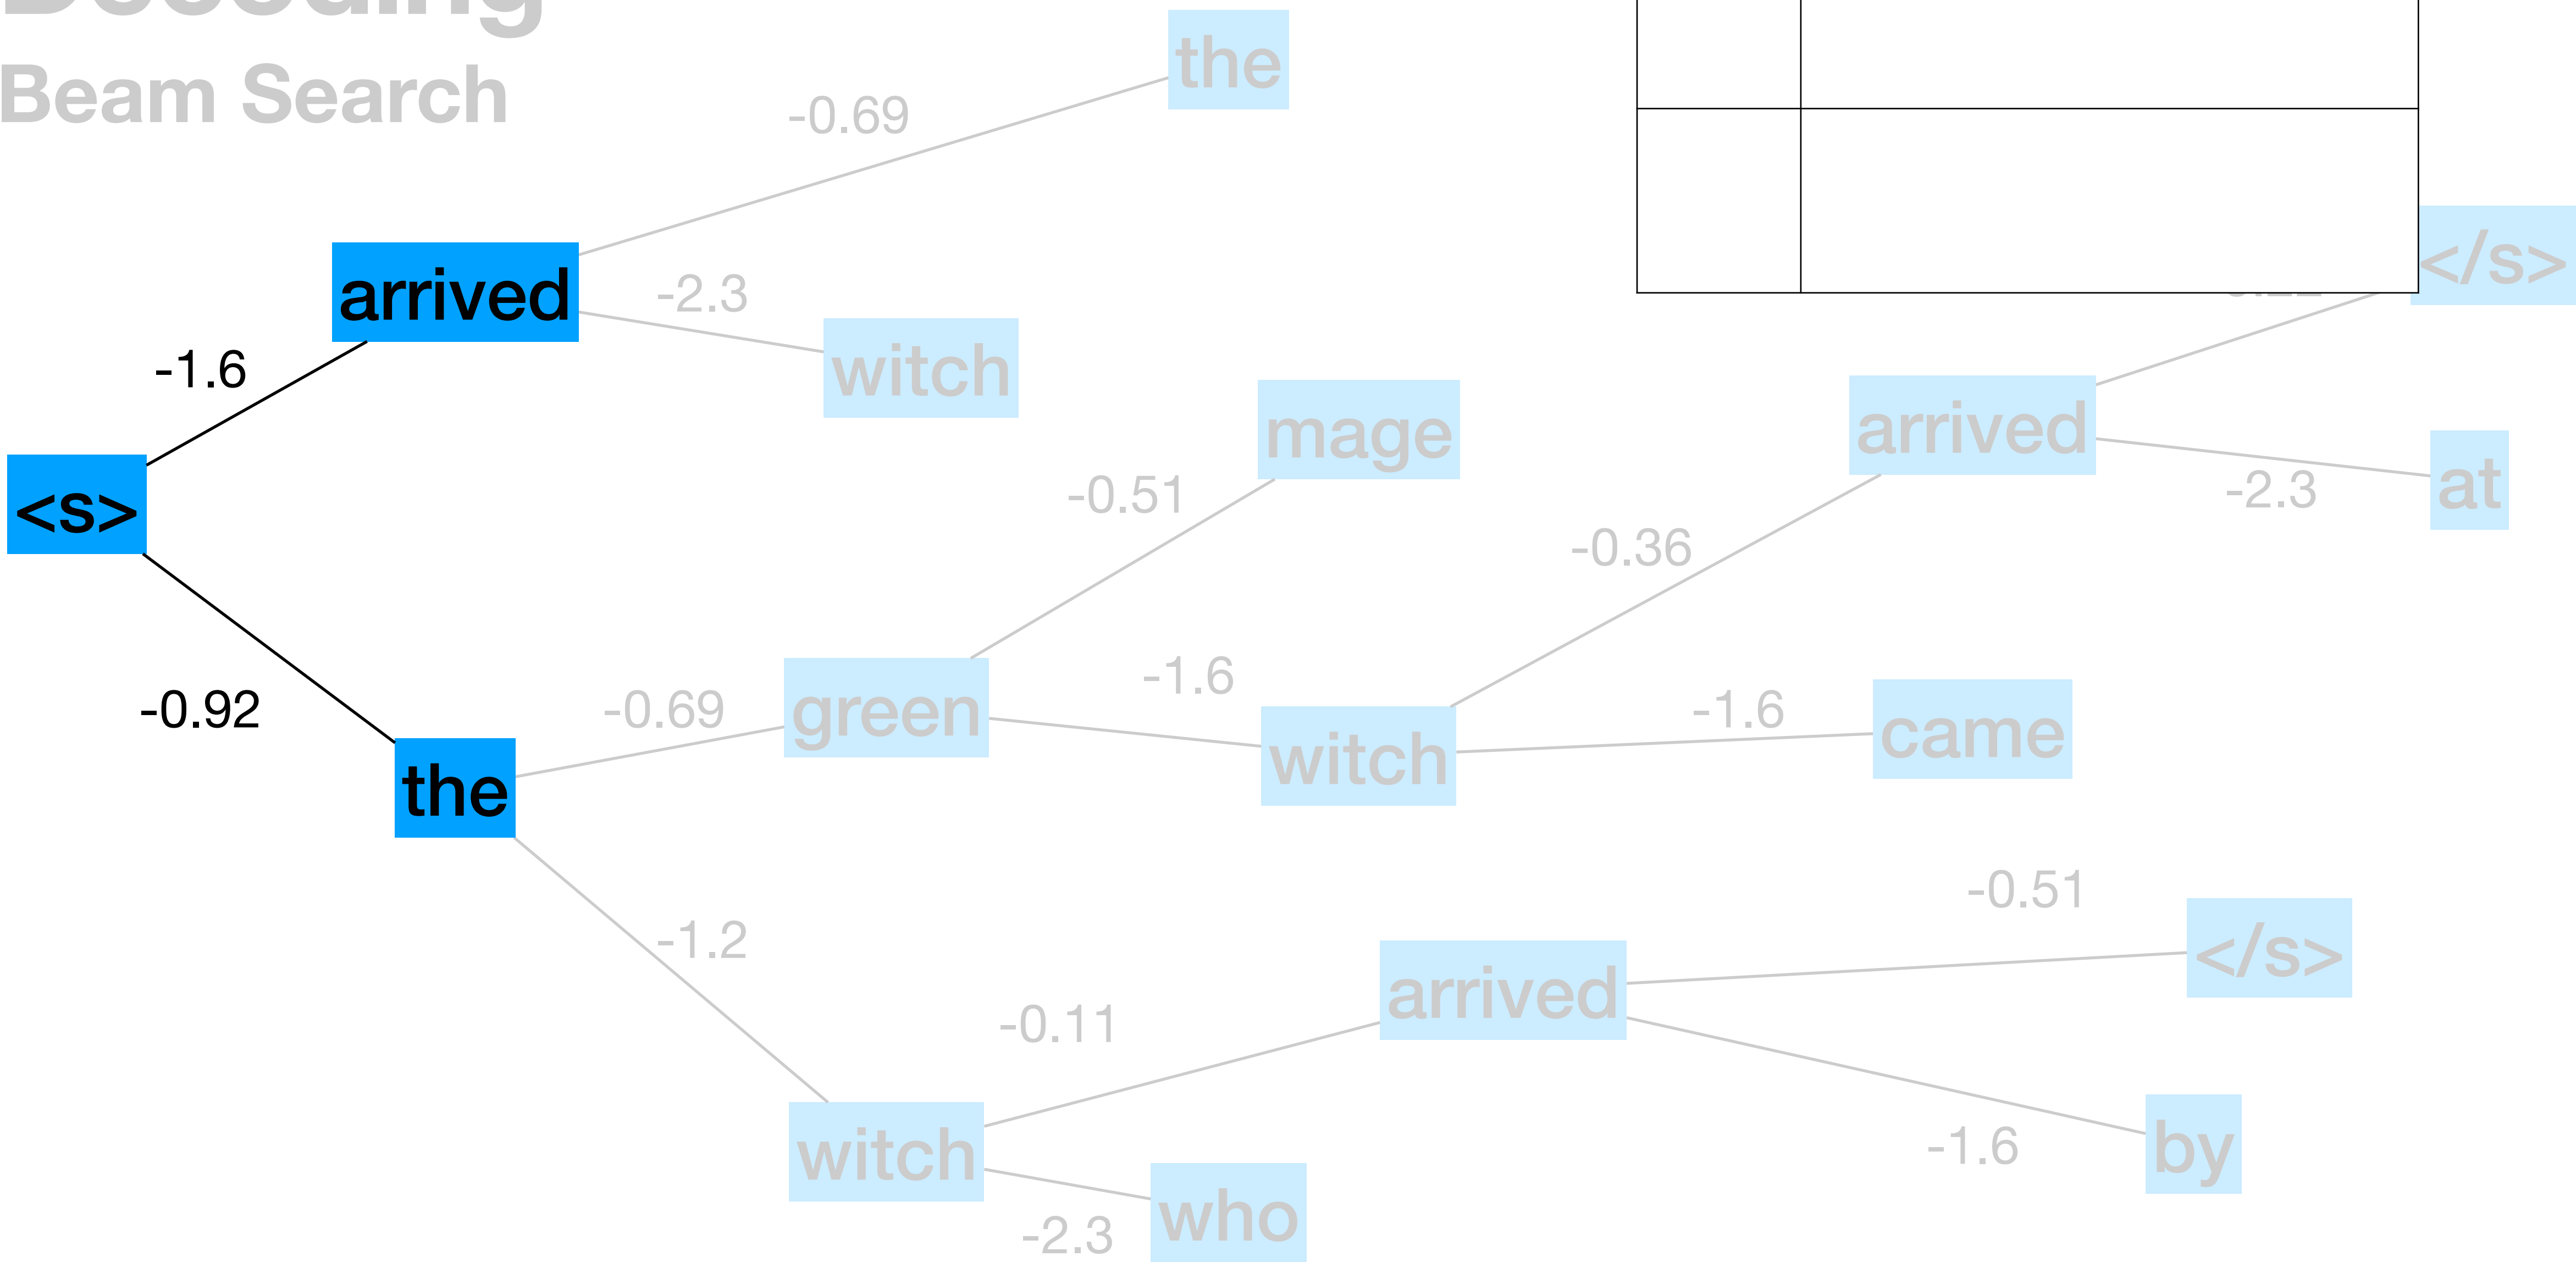 Decoding
Beam Search
the
-0.69
arrived
-2.3
witch
-1.6
<s>
-0.92
the
-0.69
green
-0.51
mage
-1.6
witch
-0.36
arrived
</s>
-2.3
at
-1.6
came
-1.2
witch
-0.11
arrived
-0.51
</s>
-1.6
by
-2.3
who